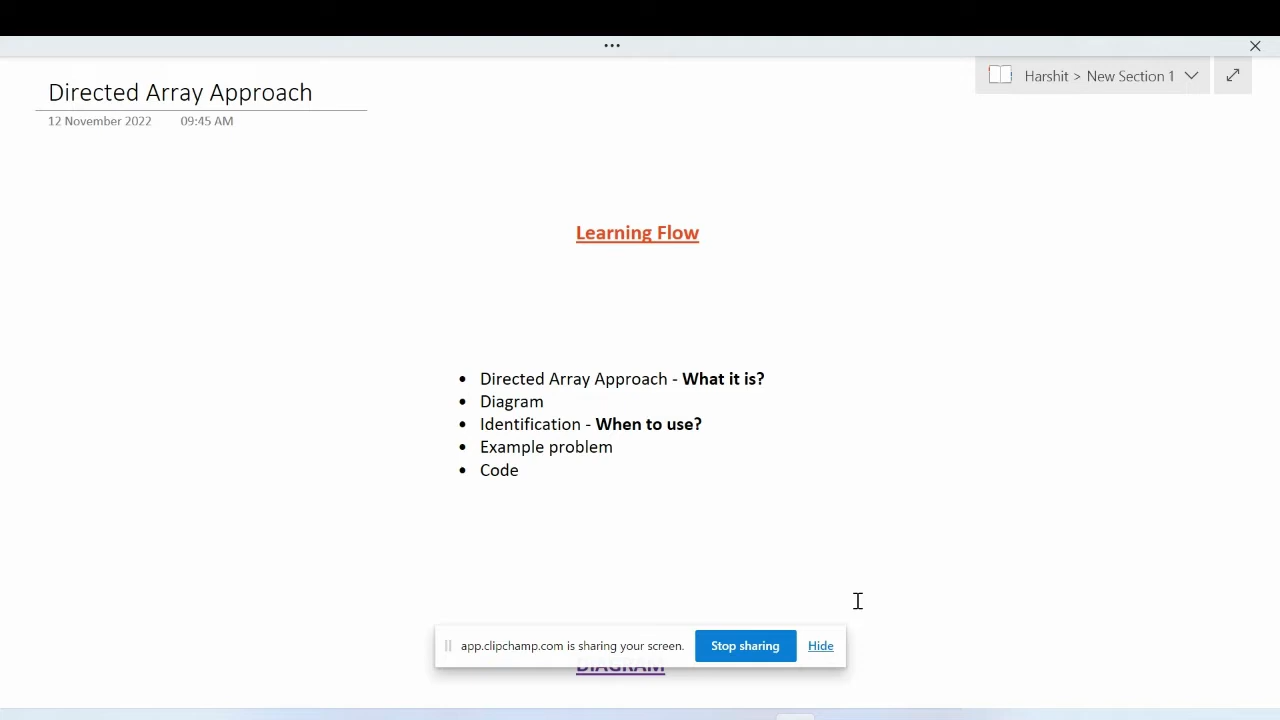 Harshit > New Section 1
Directed Array Approach
12 November 2022 09:45 AM
Learning Flow
• Directed Array Approach - What it is?
• Diagram
• Identification - When to use?
• Example problem
• Code
app.clipchamp.com is sharing your screen. Stop sharing Hide
DIAGRAM